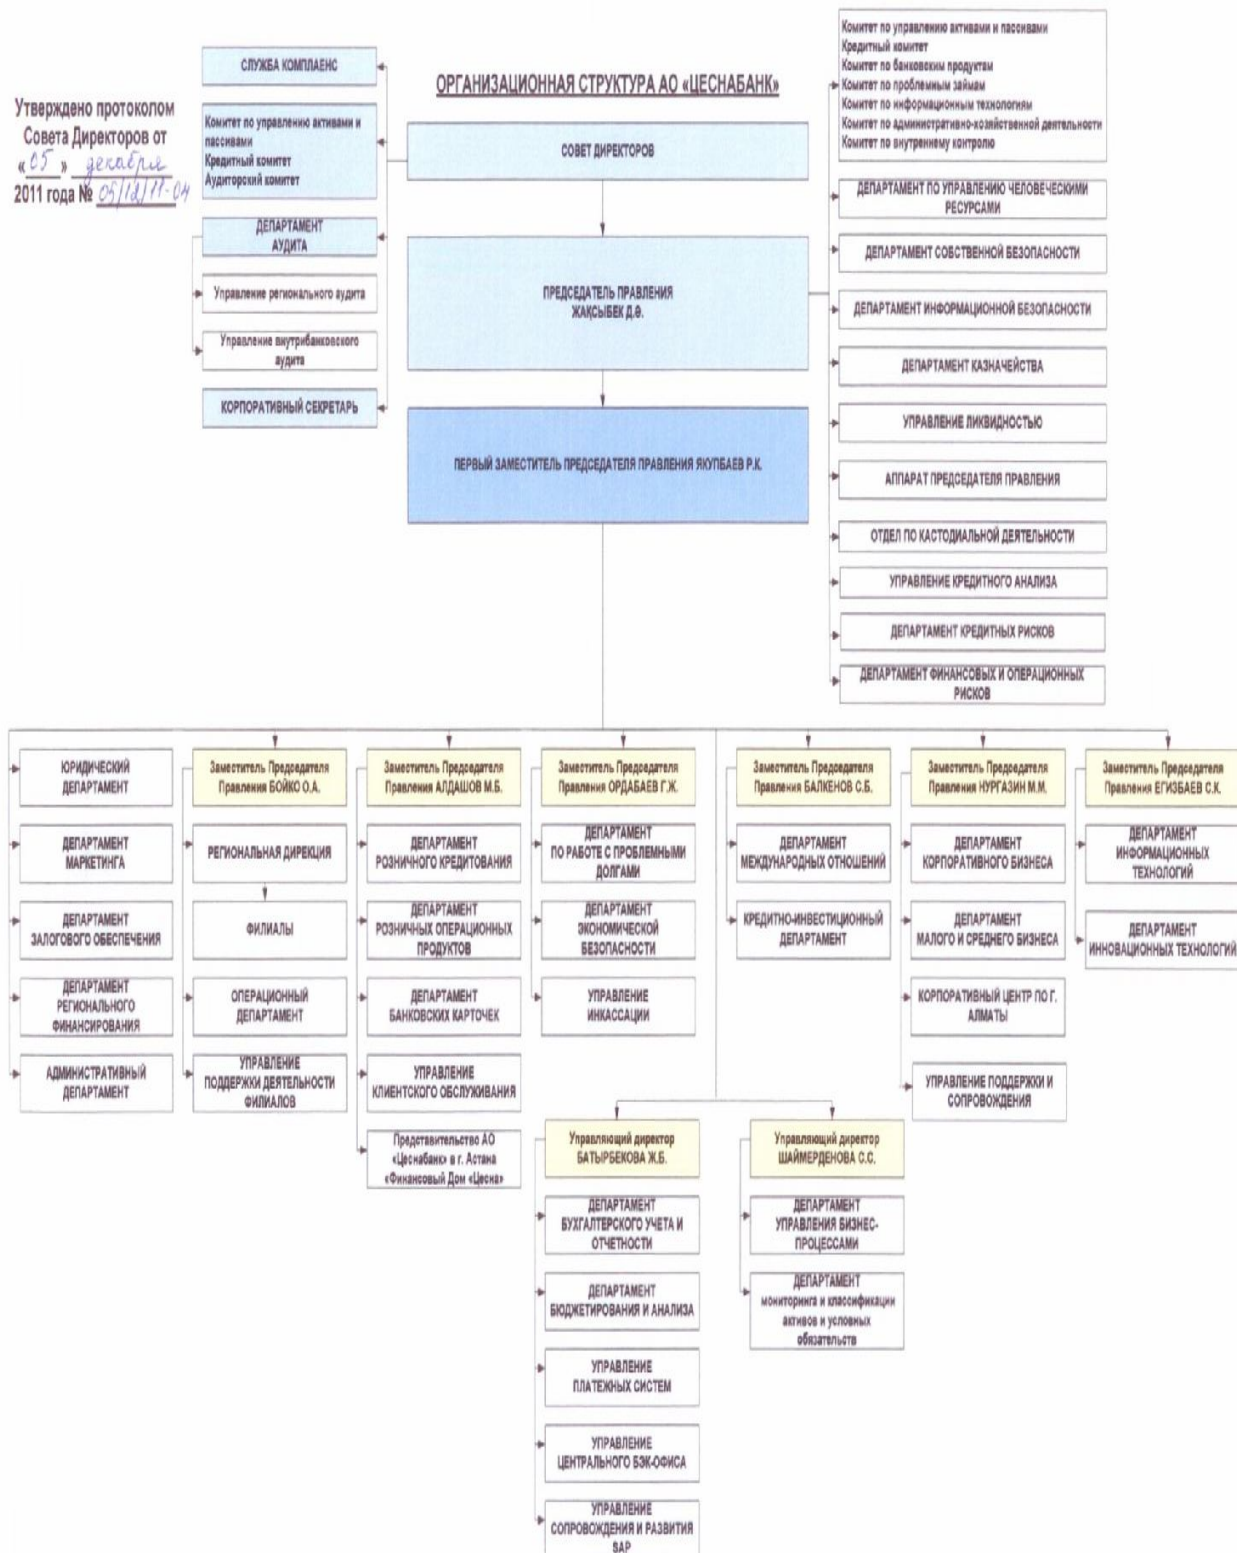 ОРГАНИЗАЦИОННАЯ СТРУКТУРА АО «ЦЕСНАБАНК»
Утверждено протоколом
Совета Директоров от
«05» декабря
2011 года № 05/12/11-04
СЛУЖБА КОМПЛАЕНС
Комитет по управлению активами и
пассивами
Кредитный комитет
Аудиторский комитет
ДЕПАРТАМЕНТ
АУДИТА
Управление регионального аудита
Управление внутрибанковского
аудита
КОРПОРАТИВНЫЙ СЕКРЕТАРЬ
СОВЕТ ДИРЕКТОРОВ
ПРЕДСЕДАТЕЛЬ ПРАВЛЕНИЯ
ЖАҚСЫБЕК Д.Ә.
ПЕРВЫЙ ЗАМЕСТИТЕЛЬ ПРЕДСЕДАТЕЛЯ ПРАВЛЕНИЯ ЯКУПБАЕВ Р.К.
Комитет по управлению активами и пассивами
Кредитный комитет
Комитет по банковским продуктам
Комитет по проблемным займам
Комитет по информационным технологиям
Комитет по административно-хозяйственной деятельности
Комитет по внутреннему контролю
ДЕПАРТАМЕНТ ПО УПРАВЛЕНИЮ ЧЕЛОВЕЧЕСКИМИ
РЕСУРСАМИ
ДЕПАРТАМЕНТ СОБСТВЕННОЙ БЕЗОПАСНОСТИ
ДЕПАРТАМЕНТ ИНФОРМАЦИОННОЙ БЕЗОПАСНОСТИ
ДЕПАРТАМЕНТ КАЗНАЧЕЙСТВА
УПРАВЛЕНИЕ ЛИКВИДНОСТЬЮ
АППАРАТ ПРЕДСЕДАТЕЛЯ ПРАВЛЕНИЯ
ОТДЕЛ ПО КАСТОДИАЛЬНОЙ ДЕЯТЕЛЬНОСТИ
УПРАВЛЕНИЕ КРЕДИТНОГО АНАЛИЗА
ДЕПАРТАМЕНТ КРЕДИТНЫХ РИСКОВ
ДЕПАРТАМЕНТ ФИНАНСОВЫХ И ОПЕРАЦИОННЫХ
РИСКОВ
ЮРИДИЧЕСКИЙ
ДЕПАРТАМЕНТ
ДЕПАРТАМЕНТ
МАРКЕТИНГА
ДЕПАРТАМЕНТ
ЗАЛОГОВОГО ОБЕСПЕЧЕНИЯ
ДЕПАРТАМЕНТ
РЕГИОНАЛЬНОГО
ФИНАНСИРОВАНИЯ
АДМИНИСТРАТИВНЫЙ
ДЕПАРТАМЕНТ
Заместитель Председателя
Правления БОЙКО О.А.
РЕГИОНАЛЬНАЯ ДИРЕКЦИЯ
ФИЛИАЛЫ
ОПЕРАЦИОННЫЙ
ДЕПАРТАМЕНТ
УПРАВЛЕНИЕ
ПОДДЕРЖКИ ДЕЯТЕЛЬНОСТИ
ФИЛИАЛОВ
Заместитель Председателя
Правления АЛДАШОВ М.Б.
ДЕПАРТАМЕНТ
РОЗНИЧНОГО КРЕДИТОВАНИЯ
ДЕПАРТАМЕНТ
РОЗНИЧНЫХ ОПЕРАЦИОННЫХ
ПРОДУКТОВ
ДЕПАРТАМЕНТ
БАНКОВСКИХ КАРТОЧЕК
УПРАВЛЕНИЕ
КЛИЕНТСКОГО ОБСЛУЖИВАНИЯ
Представительство АО
«Цеснабанк» в г. Астана
«Финансовый Дом «Цесна»
Заместитель Председателя
Правления ОРДАБАЕВ Г.Ж.
ДЕПАРТАМЕНТ
ПО РАБОТЕ С ПРОБЛЕМНЫМИ
ДОЛГАМИ
ДЕПАРТАМЕНТ
ЭКОНОМИЧЕСКОЙ
БЕЗОПАСНОСТИ
УПРАВЛЕНИЕ
ИНКАССАЦИИ
Заместитель Председателя
Правления БАЛКЕНОВ С.Б.
ДЕПАРТАМЕНТ
МЕЖДУНАРОДНЫХ ОТНОШЕНИЙ
КРЕДИТНО-ИНВЕСТИЦИОННЫЙ
ДЕПАРТАМЕНТ
Заместитель Председателя
Правления НУРГАЗИН М.М.
ДЕПАРТАМЕНТ
КОРПОРАТИВНОГО БИЗНЕСА
ДЕПАРТАМЕНТ
МАЛОГО И СРЕДНЕГО БИЗНЕСА
КОРПОРАТИВНЫЙ ЦЕНТР ПО Г.
АЛМАТЫ
УПРАВЛЕНИЕ ПОДДЕРЖКИ И
СОПРОВОЖДЕНИЯ
Заместитель Председателя
Правления ЕГИЗБАЕВ С.К.
ДЕПАРТАМЕНТ
ИНФОРМАЦИОННЫХ
ТЕХНОЛОГИЙ
ДЕПАРТАМЕНТ
ИННОВАЦИОННЫХ ТЕХНОЛОГИЙ
Управляющий директор
БАТЫРБЕКОВА Ж.Б.
ДЕПАРТАМЕНТ
БУХГАЛТЕРСКОГО УЧЕТА И
ОТЧЕТНОСТИ
ДЕПАРТАМЕНТ
БЮДЖЕТИРОВАНИЯ И АНАЛИЗА
УПРАВЛЕНИЕ
ПЛАТЕЖНЫХ СИСТЕМ
УПРАВЛЕНИЕ
ЦЕНТРАЛЬНОГО БЭК-ОФИСА
УПРАВЛЕНИЕ
СОПРОВОЖДЕНИЯ И РАЗВИТИЯ
SAP
Управляющий директор
ШАЙМЕРДЕНОВА С.С.
ДЕПАРТАМЕНТ
УПРАВЛЕНИЯ БИЗНЕС-
ПРОЦЕССАМИ
ДЕПАРТАМЕНТ
мониторинга и классификации
активов и условных
обязательств